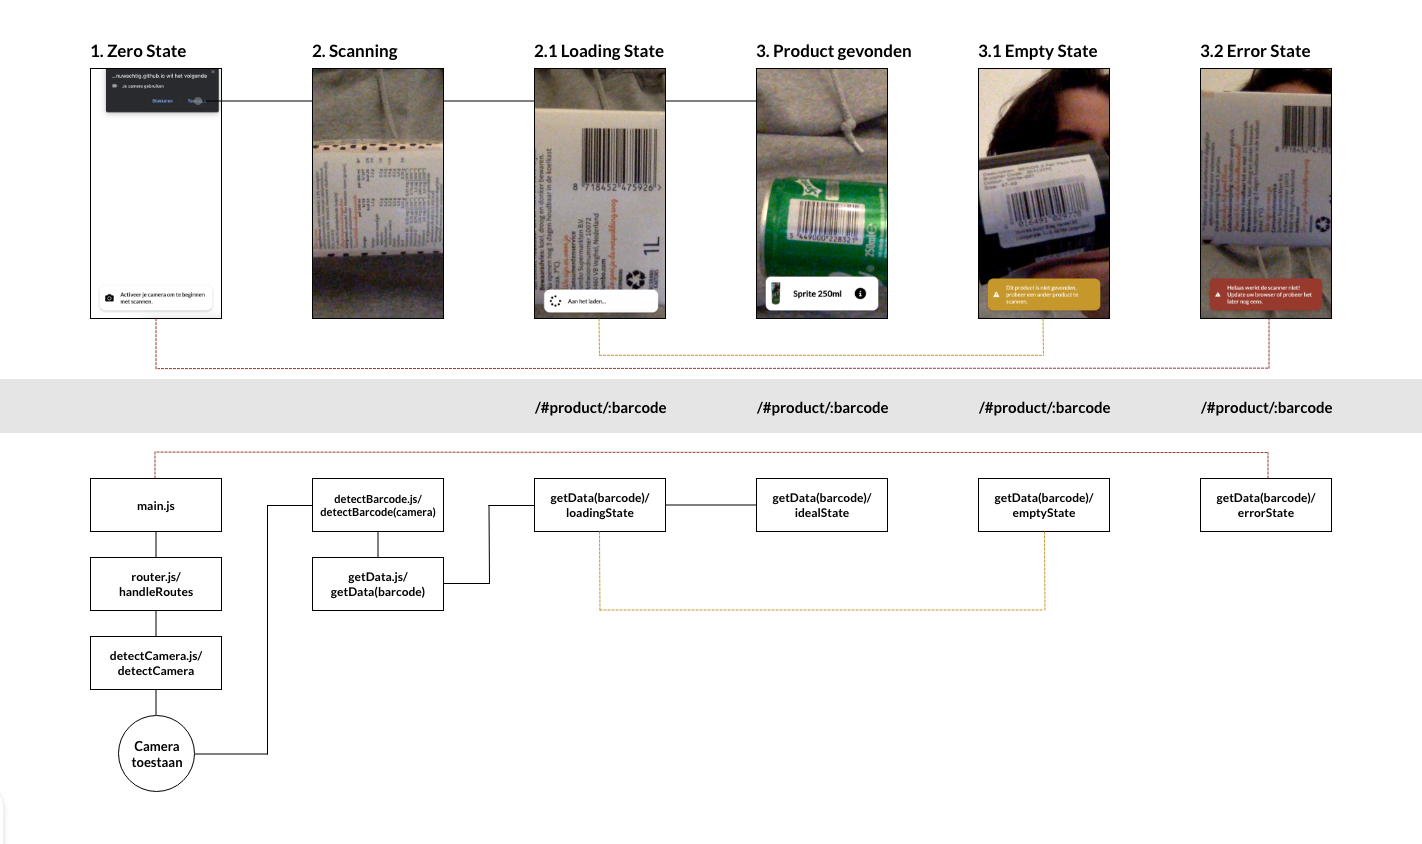 1. Zero State
2. Scanning
2.1 Loading State
3. Product gevonden
3.1 Empty State
3.2 Error State
...nuwachtig.github.io wil het volgende
Je camera gebruiken
Blokkeren
Activeer je camera om te beginnen
met scannen.
8 718452 475926 >
1L
Aan het laden...
5 449000 228321
250ml
Sprite 250ml
Dit product is niet gevonden,
probeer een ander product te
scannen.
Helaas werkt de scanner niet!
Update uw browser of probeer het
later nog eens.
/#product/:barcode
/#product/:barcode
/#product/:barcode
/#product/:barcode
main.js
router.js/
handleRoutes
detectCamera.js/
detectCamera
Camera
toestaan
detectBarcode.js/
detectBarcode(camera)
getData.js/
getData(barcode)
getData(barcode)/
loadingState
getData(barcode)/
idealState
getData(barcode)/
emptyState
getData(barcode)/
errorState